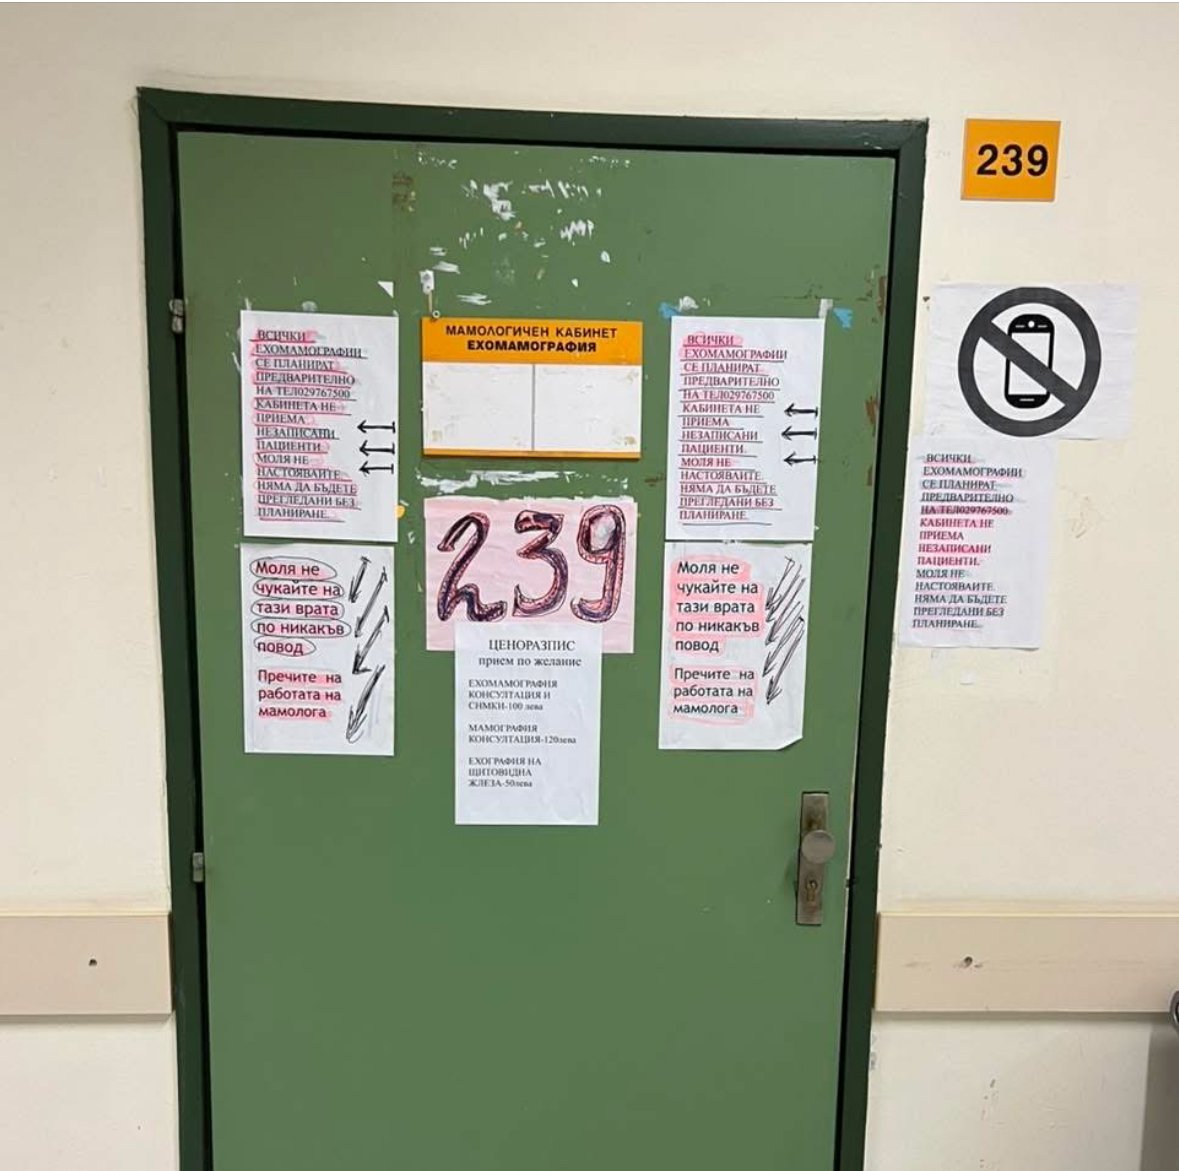 239
МАМОЛОГИЧЕН КАБИНЕТ
ЕХОМАМОГРАФИЯ
ВСИЧКИ
ЕХОМАМОГРАФИИ
СЕ ПЛАНИРАТ
ПРЕДВАРИТЕЛНО
НА ТЕЛ029767500
КАБИНЕТА НЕ
ПРИЕМА
НЕЗАПИСАНИ
ПАЦИЕНТИ.
МОЛЯ НЕ
НАСТОЯВАЙТЕ.
НЯМА ДА БЪДЕТЕ
ПРЕГЛЕДАНИ БЕЗ
ПЛАНИРАНЕ.
ВСИЧКИ
ЕХОМАМОГРАФИИ
СЕ ПЛАНИРАТ
ПРЕДВАРИТЕЛНО
НА ТЕЛ029767500
КАБИНЕТА НЕ
ПРИЕМА
НЕЗАПИСАНИ
ПАЦИЕНТИ.
МОЛЯ НЕ
НАСТОЯВАЙТЕ.
НЯМА ДА БЪДЕТЕ
ПРЕГЛЕДАНИ БЕЗ
ПЛАНИРАНЕ.
ВСИЧКИ
ЕХОМАМОГРАФИИ
СЕ ПЛАНИРАТ
ПРЕДВАРИТЕЛНО
НА ТЕЛ029767500
КАБИНЕТА НЕ
ПРИЕМА
НЕЗАПИСАНИ
ПАЦИЕНТИ.
МОЛЯ НЕ
НАСТОЯВАЙТЕ.
НЯМА ДА БЪДЕТЕ
ПРЕГЛЕДАНИ БЕЗ
ПЛАНИРАНЕ.
239
Моля не
чукайте на
тази врата
по никакъв
повод
Пречите на
работата на
мамолога
ЦЕНОРАЗПИС
прием по желание
ЕХОМАМОГРАФИЯ
КОНСУЛТАЦИЯ И
СНМКИ-100 лева
МАМОГРАФИЯ
КОНСУЛТАЦИЯ-120лева
ЕХОГРАФИЯ НА
ЩИТОВИДНА
ЖЛЕЗА-50лева
Моля не
чукайте на
тази врата
по никакъв
повод
Пречите на
работата на
мамолога